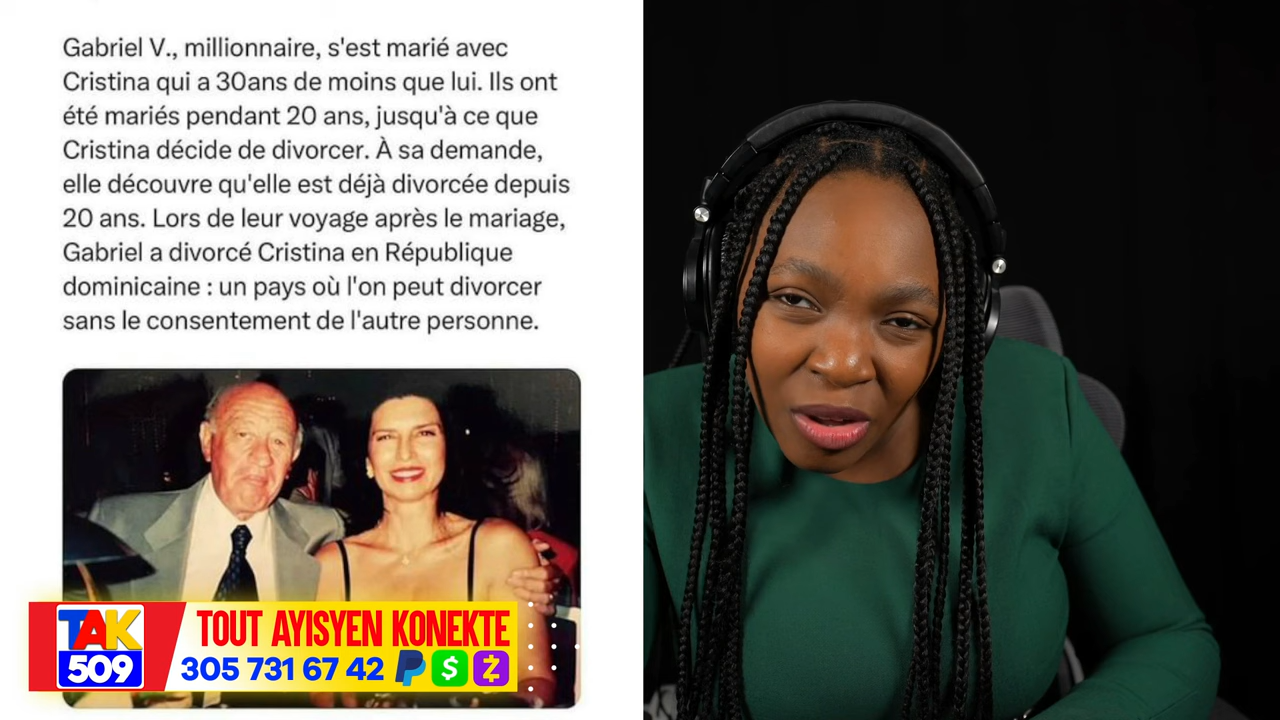 Gabriel V., millionnaire, s'est marié avec
Cristina qui a 30ans de moins que lui. Ils ont
été mariés pendant 20 ans, jusqu'à ce que
Cristina décide de divorcer. À sa demande,
elle découvre qu'elle est déjà divorcée depuis
20 ans. Lors de leur voyage après le mariage,
Gabriel a divorcé Cristina en République
dominicaine : un pays où l'on peut divorcer
sans le consentement de l'autre personne.
TAK
509
TOUT AYISYEN KONEKTE
305 731 67 42